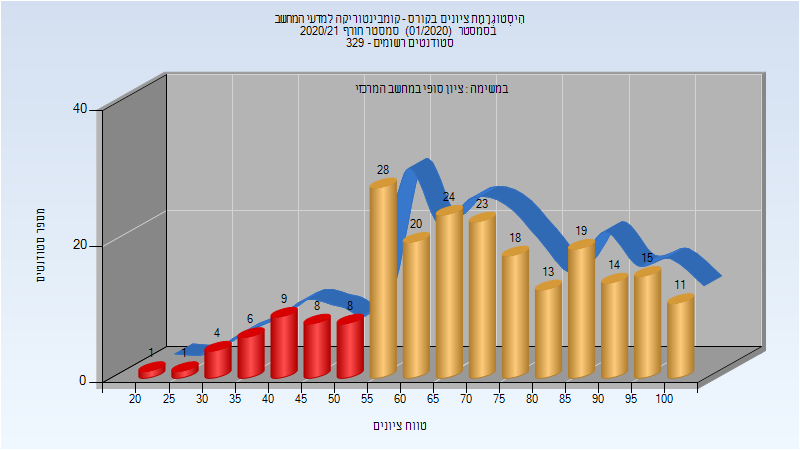 היסטוגרמת ציונים בקורס - קומבינטוריקה למדעי המחשב
בסמסטר (01/2020) סמסטר חורף 2020/21
סטודנטים רשומים - 329
במשימה : ציון סופי במחשב המרכזי
מספר סטודנטים
40
20
0
1 1 4 6 9 8 8 28 20 24 23 18 13 19 14 15 11
20 25 30 35 40 45 50 55 60 65 70 75 80 85 90 95 100
טווח ציונים